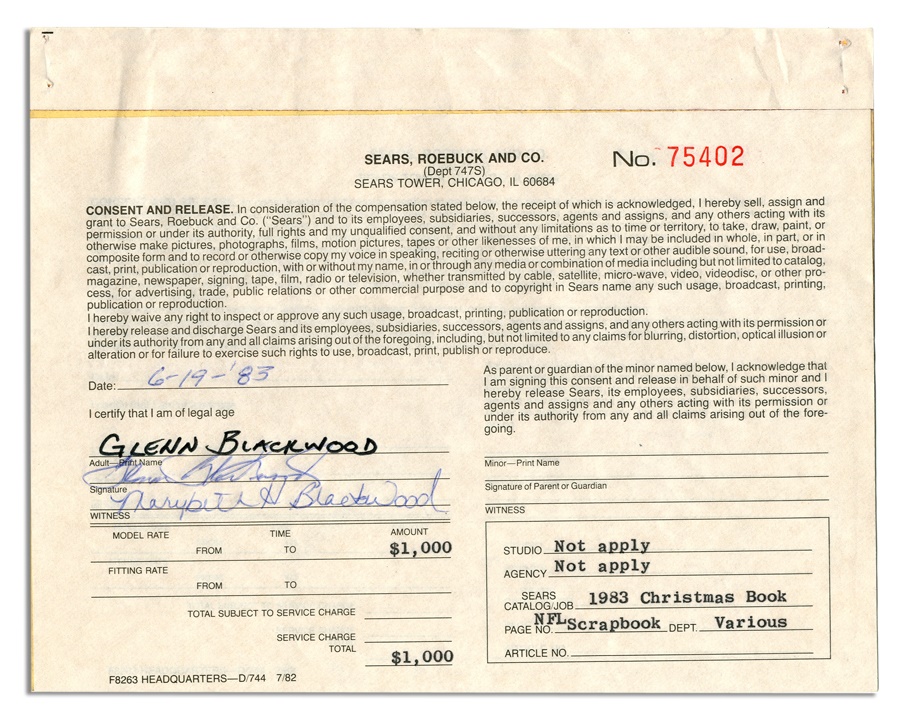 SEARS, ROEBUCK AND CO.
No. 75402
(Dept 747S)
SEARS TOWER, CHICAGO, IL 60684
CONSENT AND RELEASE. In consideration of the compensation stated below, the receipt of which is acknowledged, I hereby sell, assign and
grant to Sears, Roebuck and Co. ("Sears") and to its employees, subsidiaries, successors, agents and assigns, and any others acting with its
permission or under its authority, full rights and my unqualified consent, and without any limitations as to time or territory, to take, draw, paint, or
otherwise make pictures, photographs, films, motion pictures, tapes or other likenesses of me, in which I may be included in whole, in part, or in
composite form and to record or otherwise copy my voice in speaking, reciting or otherwise uttering any text or other audible sound, for use, broad-
cast, print, publication or reproduction, with or without my name, in or through any media or combination of media including but not limited to catalog,
magazine, newspaper, signing, tape, film, radio or television, whether transmitted by cable, satellite, micro-wave, video, videodisc, or other pro-
cess, for advertising, trade, public relations or other commercial purpose and to copyright in Sears name any such usage, broadcast, printing,
publication or reproduction.
I hereby waive any right to inspect or approve any such usage, broadcast, printing, publication or reproduction.
I hereby release and discharge Sears and its employees, subsidiaries, successors, agents and assigns, and any others acting with its permission or
under its authority from any and all claims arising out of the foregoing, including, but not limited to any claims for blurring, distortion, optical illusion or
alteration or for failure to exercise such rights to use, broadcast, print, publish or reproduce.
Date: 6-19-'83
I certify that I am of legal age
GLENN BLACKWOOD
Adult—Print Name
Signature
Marybeth H Blackwood
WITNESS
As parent or guardian of the minor named below, I acknowledge that
I am signing this consent and release in behalf of such minor and I
hereby release Sears, its employees, subsidiaries, successors,
agents and assigns and any others acting with its permission or
under its authority from any and all claims arising out of the fore-
going.
Minor—Print Name
Signature of Parent or Guardian
WITNESS
MODEL RATE TIME AMOUNT
FROM TO $1,000
FITTING RATE
FROM TO
TOTAL SUBJECT TO SERVICE CHARGE
SERVICE CHARGE
TOTAL
$1,000
STUDIO Not apply
AGENCY Not apply
SEARS
CATALOG/JOB 1983 Christmas Book
PAGE NO. NFL Scrapbook DEPT. Various
ARTICLE NO.
F8263 HEADQUARTERS—D/744 7/82